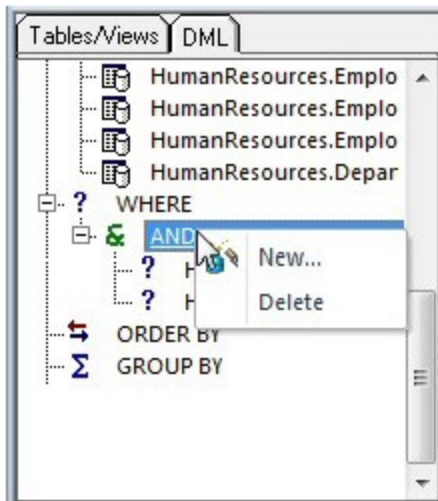 Tables/Views DML
HumanResources.Emplo
HumanResources.Emplo
HumanResources.Emplo
HumanResources.Depar
? WHERE
& AND
New...
? H
? H
Delete
ORDER BY
Σ GROUP BY